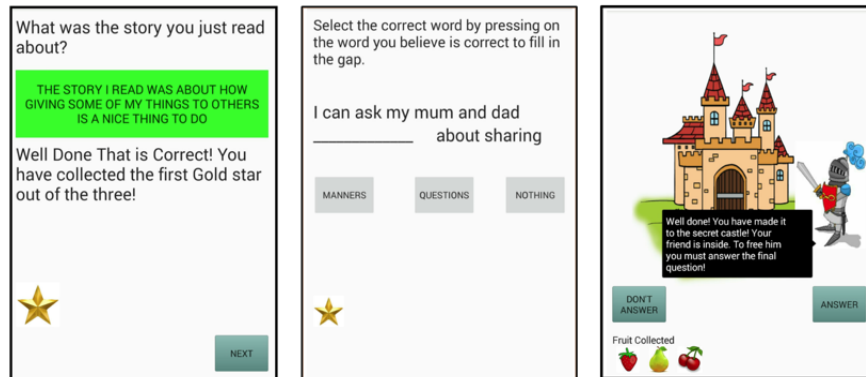 What was the story you just read
about?
THE STORY I READ WAS ABOUT HOW
GIVING SOME OF MY THINGS TO OTHERS
IS A NICE THING TO DO
Well Done That is Correct! You
have collected the first Gold star
out of the three!
NEXT
Select the correct word by pressing on
the word you believe is correct to fill in
the gap.
I can ask my mum and dad
____________ about sharing
MANNERS
QUESTIONS
NOTHING
Well done! You have made it
to the secret castle! Your
friend is inside. To free him
you must answer the final
question!
DON'T
ANSWER
ANSWER
Fruit Collected